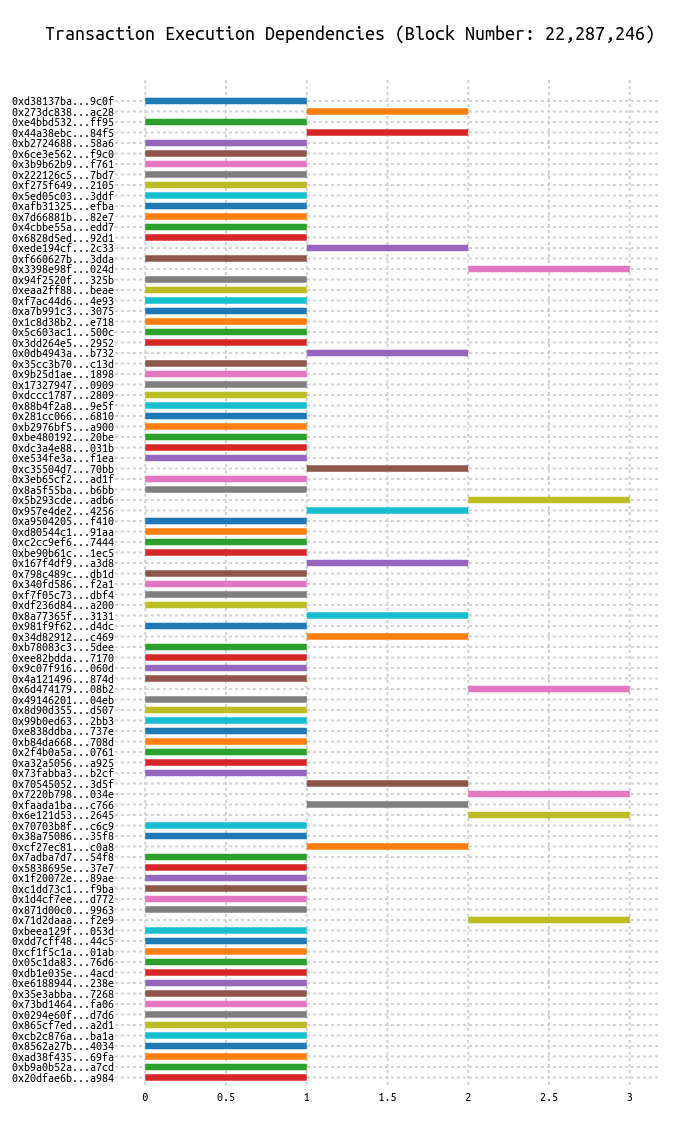 Transaction Execution Dependencies (Block Number: 22,287,246)
0xd38137ba...9c0f
0x273dc838...ac28
0xe4bbd532...ff95
0x44a38ebc...84f5
0xb2724688...58a6
0x6ce3e562...f9c0
0x3b9b62b9...f761
0x222126c5...7bd7
0xf275f649...2105
0x5ed05c03...3ddf
0xafb31325...efba
0x7d66881b...82e7
0x4cbbe55a...edd7
0x6828d5ed...92d1
0xede194cf...2c33
0xf660627b...3dda
0x3398e98f...024d
0x94f2520f...325b
0xeaa2ff88...beae
0xf7ac44d6...4e93
0xa7b991c3...3075
0x1c8d38b2...e718
0x5c603ac1...500c
0x3dd264e5...2952
0x0db4943a...b732
0x35cc3b70...c13d
0x9b25d1ae...1898
0x17327947...0909
0xdccc1787...2809
0x88b4f2a8...9e5f
0x281cc066...6810
0xb2976bf5...a900
0xbe480192...20be
0xdc3a4e88...031b
0xe534fe3a...f1ea
0xc35504d7...70bb
0x3eb65cf2...ad1f
0x8a5f55ba...b6bb
0x5b293cde...adb6
0x957e4de2...4256
0xa9504205...f410
0xd80544c1...91aa
0xc2cc9ef6...7444
0xbe90b61c...1ec5
0x167f4df9...a3d8
0x798c489c...db1d
0x340fd586...f2a1
0xf7f05c73...dbf4
0xdf236d84...a200
0x8a77365f...3131
0x981f9f62...d4dc
0x34d82912...c469
0xb78083c3...5dee
0xee82bdda...7170
0x9c07f916...060d
0x4a121496...874d
0x6d474179...08b2
0x49146201...04eb
0x8d90d355...d507
0x99b0ed63...2bb3
0xe838ddba...737e
0xb84da668...708d
0x2f4b0a5a...0761
0xa32a5056...a925
0x73fabba3...b2cf
0x70545052...3d5f
0x7220b798...034e
0xfaada1ba...c766
0x6e121d53...2645
0x70703b8f...c6c9
0x38a75086...35f8
0xcf27ec81...c0a8
0x7adba7d7...54f8
0x5838695e...37e7
0x1f20072e...89ae
0xc1dd73c1...f9ba
0x1d4cf7ee...d772
0x871d00c0...9963
0x71d2daaa...f2e9
0xbeea129f...053d
0xdd7cff48...44c5
0xcf1f5c1a...01ab
0x05c1da83...76d6
0xdb1e035e...4acd
0xe6188944...238e
0x35e3abba...7268
0x73bd1464...fa06
0x0294e60f...d7d6
0x865cf7ed...a2d1
0xcb2c876a...ba1a
0x8562a27b...4034
0xad38f435...69fa
0xb9a0b52a...a7cd
0x20dfae6b...a984
0 0.5 1 1.5 2 2.5 3